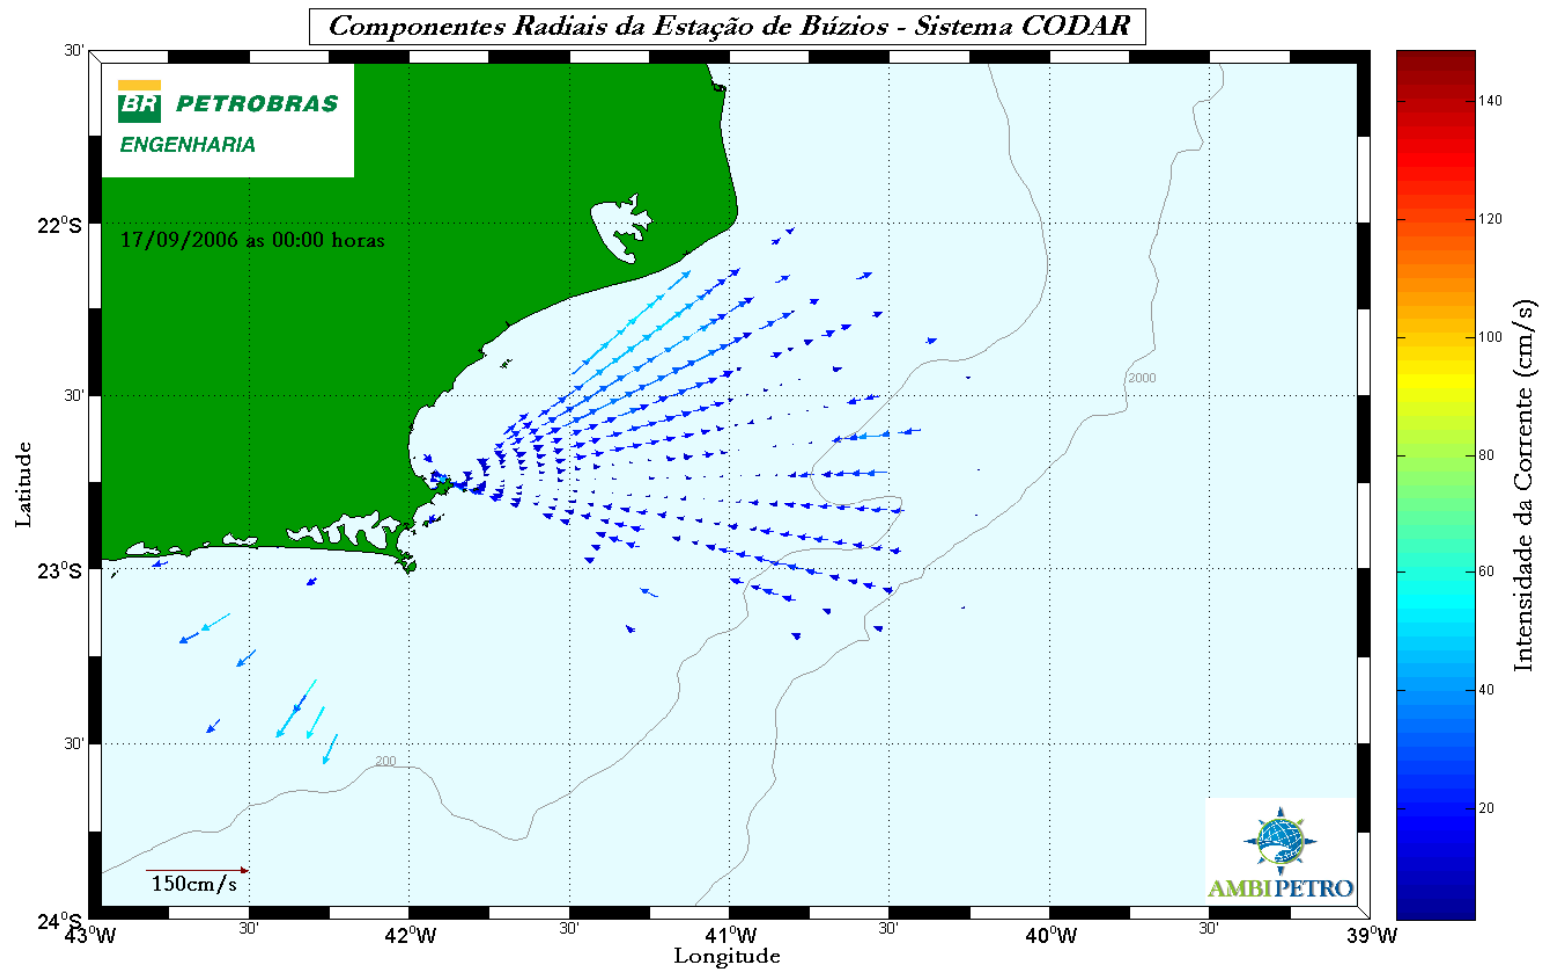 Componentes Radiais da Estação de Búzios - Sistema CODAR
30'
BR PETROBRAS
ENGENHARIA
22°S
17/09/2006 as 00:00 horas
30'
2000
23°S
30'
200
150cm/s
AMBIPETRO
24°S
43°W
30'
42°W
30'
41°W
30'
40°W
30'
39°W
Longitude
Latitude
140
120
100
80
60
40
20
Intensidade da Corrente (cm/s)